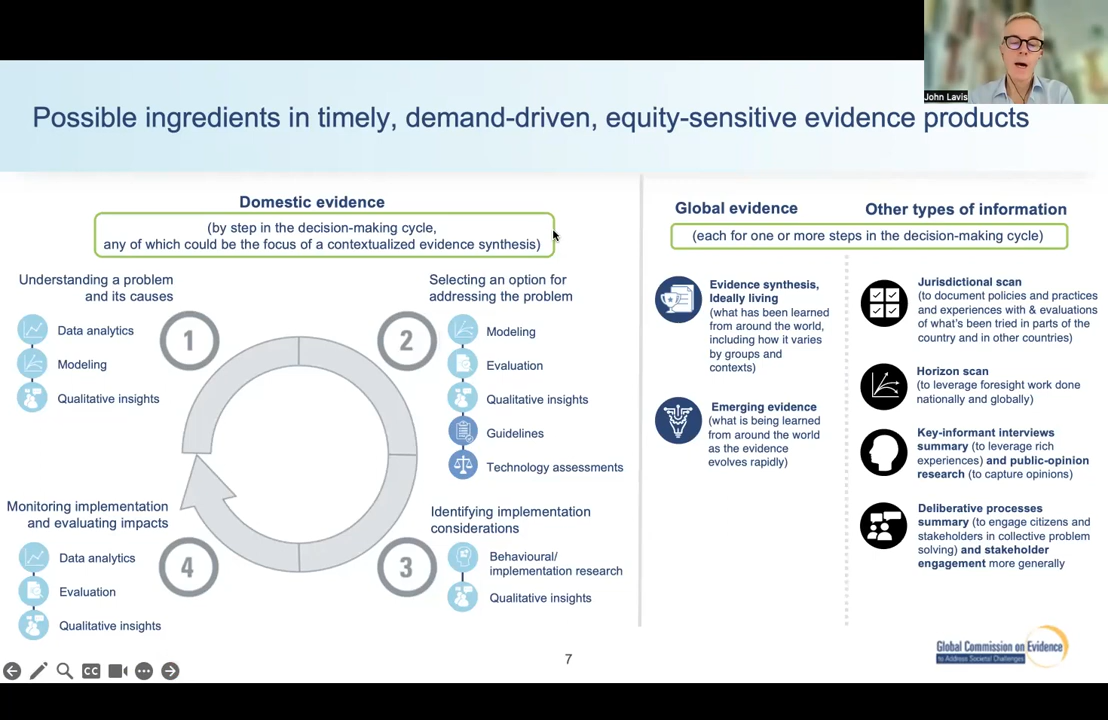 John Lavis
Possible ingredients in timely, demand-driven, equity-sensitive evidence products
Domestic evidence
(by step in the decision-making cycle,
any of which could be the focus of a contextualized evidence synthesis)
Understanding a problem
and its causes
Data analytics
Modeling
Qualitative insights
1
2
Selecting an option for
addressing the problem
Modeling
Evaluation
Qualitative insights
Guidelines
Technology assessments
Monitoring implementation
and evaluating impacts
Data analytics
Evaluation
Qualitative insights
4
3
Identifying implementation
considerations
Behavioural/
implementation research
Qualitative insights
Global evidence
Other types of information
(each for one or more steps in the decision-making cycle)
Evidence synthesis,
Ideally living
(what has been learned
from around the world,
including how it varies
by groups and
contexts)
Emerging evidence
(what is being learned
from around the world
as the evidence
evolves rapidly)
Jurisdictional scan
(to document policies and practices
and experiences with & evaluations
of what's been tried in parts of the
country and in other countries)
Horizon scan
(to leverage foresight work done
nationally and globally)
Key-informant interviews
summary (to leverage rich
experiences) and public-opinion
research (to capture opinions)
Deliberative processes
summary (to engage citizens and
stakeholders in collective problem
solving) and stakeholder
engagement more generally
7
CC
Global Commission on Evidence
to Address Societal Challenges